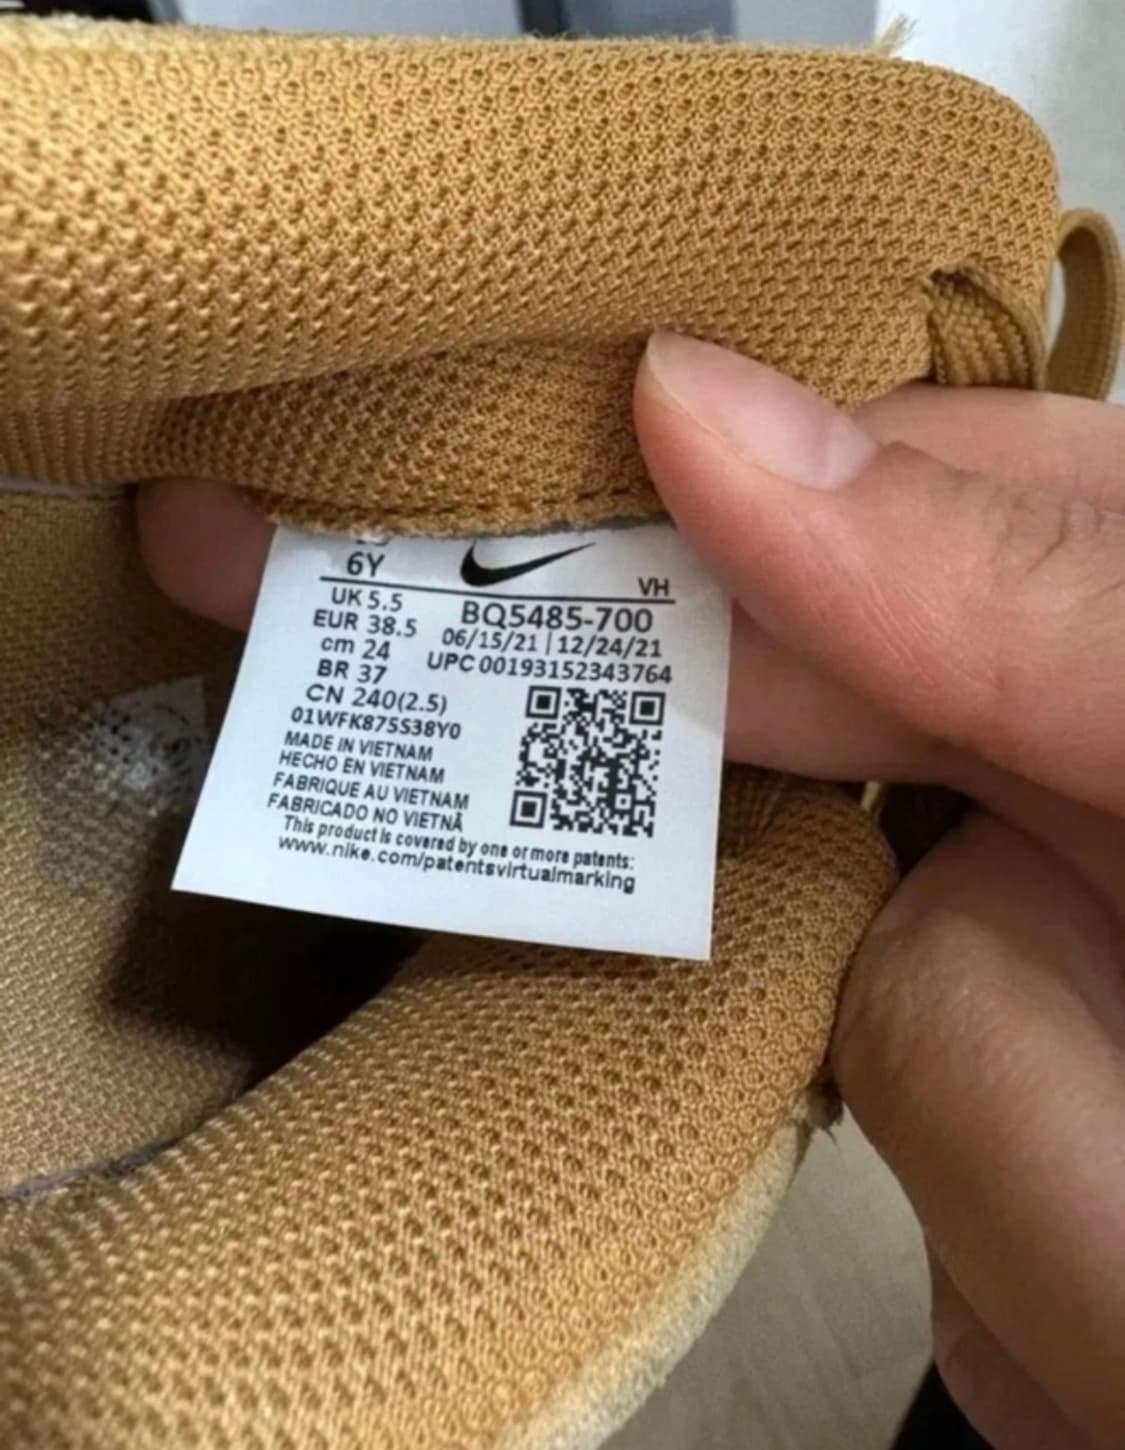 6Y
VH
UK 5.5
EUR 38.5
cm 24
BR 37
CN 240(2.5)
BQ5485-700
06/15/21 | 12/24/21
UPC 00193152343764
01WFK875S38Y0
MADE IN VIETNAM
HECHO EN VIETNAM
FABRIQUE AU VIETNAM
FABRICADO NO VIETNÃ
This product is covered by one or more patents:
www.nike.com/patentsvirtualmarking